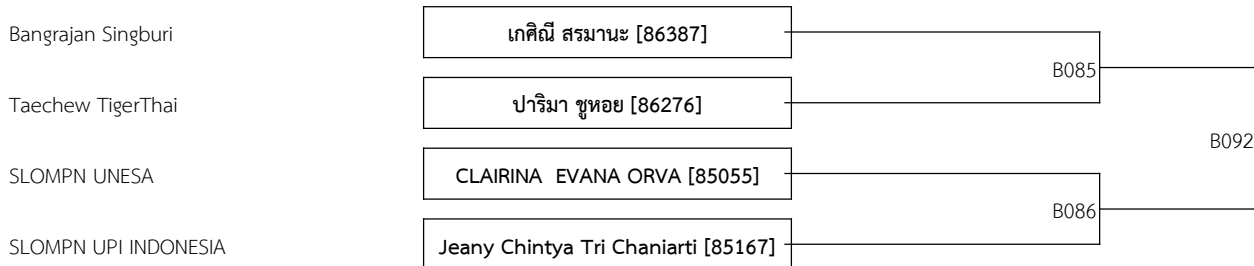 Bangrajan Singburi
เกศิณี สรมานะ [86387]
B085
Taechew TigerThai
ปาริมา ชูหอย [86276]
B092
SLOMPN UNESA
CLAIRINA  EVANA ORVA [85055]
B086
SLOMPN UPI INDONESIA
Jeany Chintya Tri Chaniarti [85167]